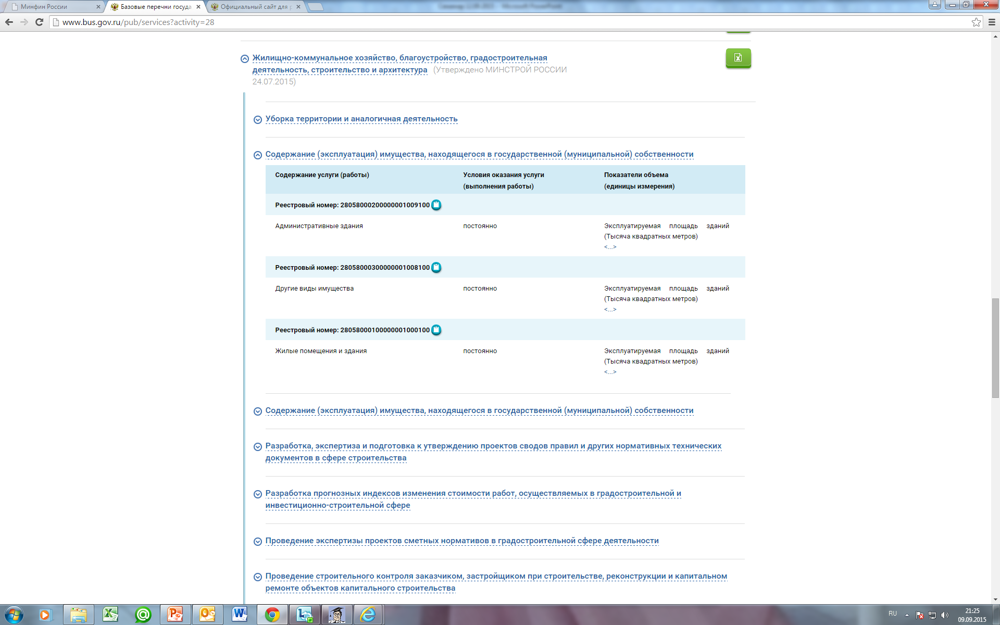 Минфин России
Базовые перечни госуда
Официальный сайт для р
www.bus.gov.ru/pub/services?activity=28
Жилищно-коммунальное хозяйство, благоустройство, градостроительная
деятельность, строительство и архитектура (Утверждено МИНСТРОЙ РОССИИ
24.07.2015)
Уборка территории и аналогичная деятельность
Содержание (эксплуатация) имущества, находящегося в государственной (муниципальной) собственности
Содержание услуги (работы) Условия оказания услуги Показатели объема
(выполнения работы) (единицы измерения)
Реестровый номер: 28058000200000001009100
Административные здания постоянно Эксплуатируемая площадь зданий
(Тысяча квадратных метров)
<...>
Реестровый номер: 28058000300000001008100
Другие виды имущества постоянно Эксплуатируемая площадь зданий
(Тысяча квадратных метров)
<...>
Реестровый номер: 28058000100000001000100
Жилые помещения и здания постоянно Эксплуатируемая площадь зданий
(Тысяча квадратных метров)
<...>
Содержание (эксплуатация) имущества, находящегося в государственной (муниципальной) собственности
Разработка, экспертиза и подготовка к утверждению проектов сводов правил и других нормативных технических
документов в сфере строительства
Разработка прогнозных индексов изменения стоимости работ, осуществляемых в градостроительной и
инвестиционно-строительной сфере
Проведение экспертизы проектов сметных нормативов в градостроительной сфере деятельности
Проведение строительного контроля заказчиком, застройщиком при строительстве, реконструкции и капитальном
ремонте объектов капитального строительства
RU
21:25
09.09.2015